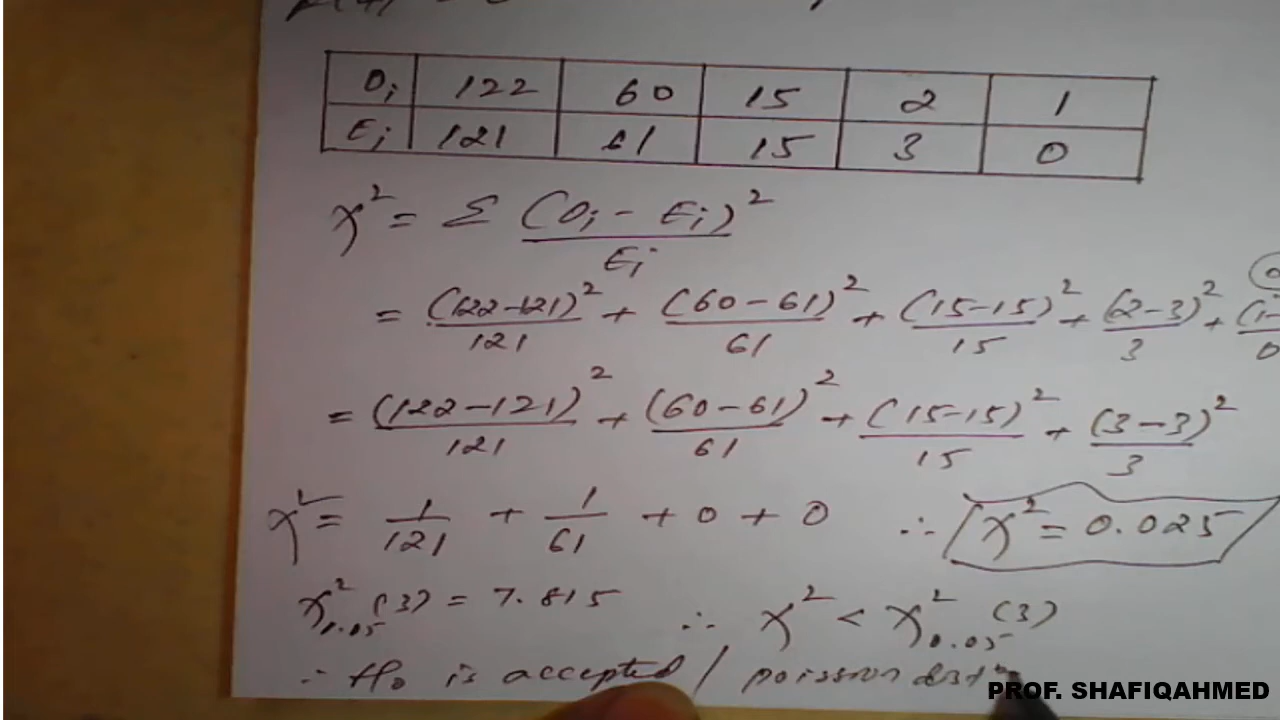 Oi 122 60 15 2 1
Ei 121 61 15 3 0
χ² = Σ (Oi - Ei)² / Ei
= (122-121)² / 121 + (60-61)² / 61 + (15-15)² / 15 + (2-3)² / 3 + (1- / 0
= (122-121)² / 121 + (60-61)² / 61 + (15-15)² / 15 + (3-3)² / 3
χ² = 1/121 + 1/61 + 0 + 0 ∴ χ² = 0.025
χ²0.05 (3) = 7.815 ∴ χ² < χ²0.05 (3)
∴ H0 is accepted / poission
PROF. SHAFIQAHMED